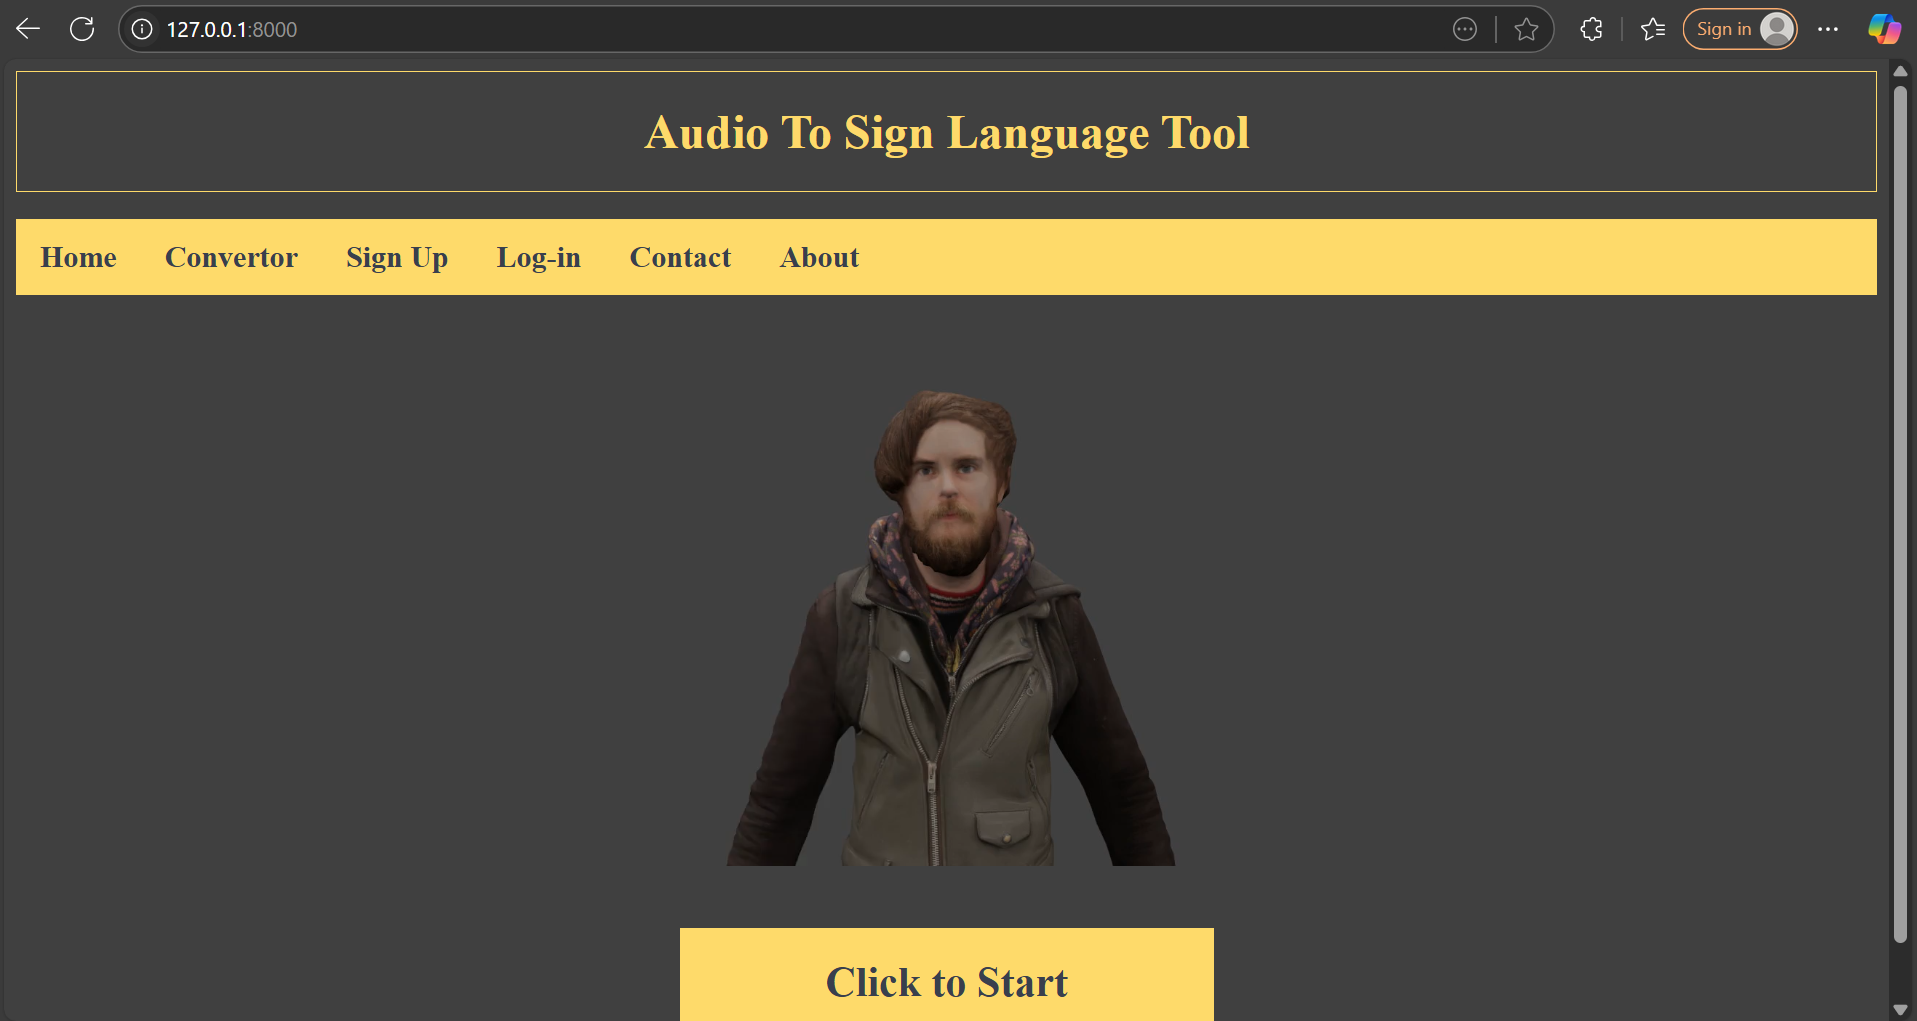 127.0.0.1:8000
Sign in
Audio To Sign Language Tool
Home Convertor Sign Up Log-in Contact About
Click to Start